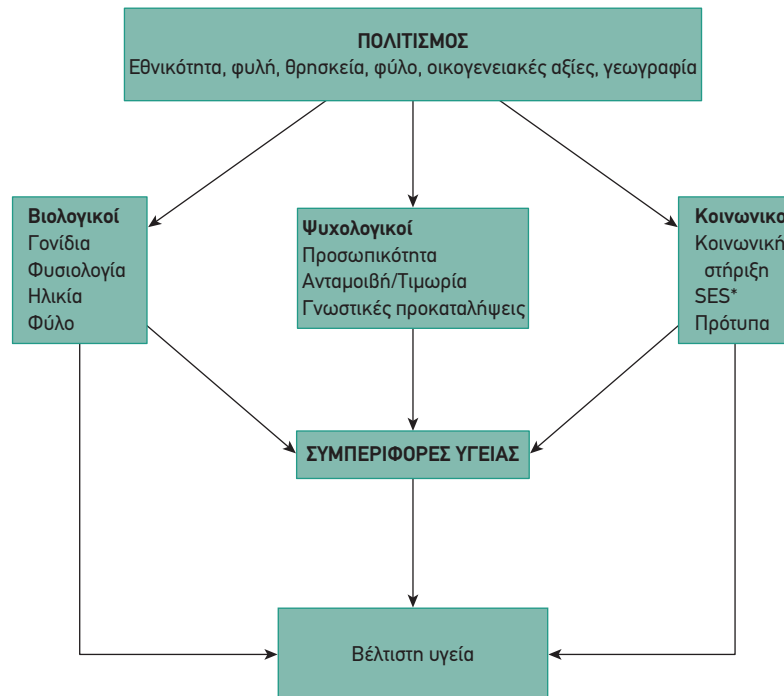 ΠΟΛΙΤΙΣΜΟΣ
Εθνικότητα, φυλή, θρησκεία, φύλο, οικογενειακές αξίες, γεωγραφία
Βιολογικοί
Γονίδια
Φυσιολογία
Ηλικία
Φύλο
Ψυχολογικοί
Προσωπικότητα
Ανταμοιβή/Τιμωρία
Γνωστικές προκαταλήψεις
Κοινωνικο
Κοινωνική
στήριξη
SES*
Πρότυπα
ΣΥΜΠΕΡΙΦΟΡΕΣ ΥΓΕΙΑΣ
Βέλτιστη υγεία